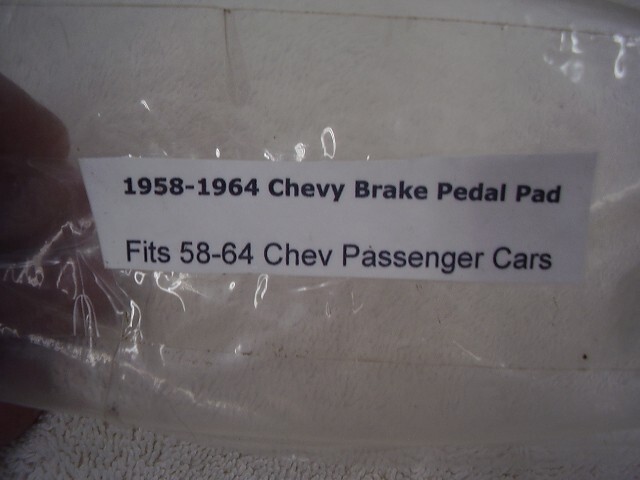 1958-1964 Chevy Brake Pedal Pad
Fits 58-64 Chev Passenger Cars